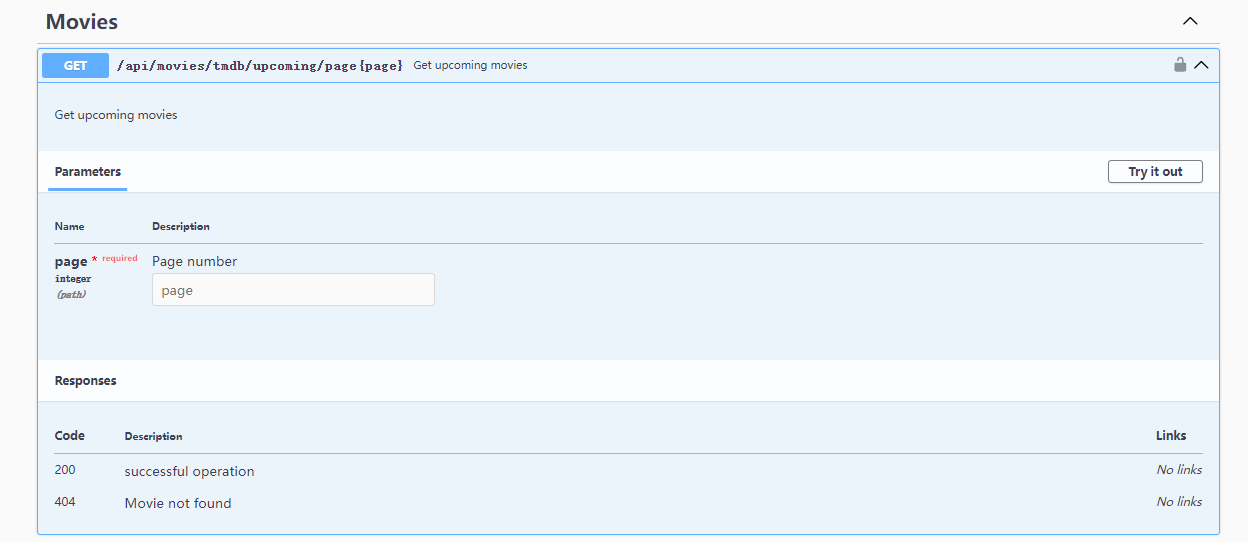 Movies
GET /api/movies/tmdb/upcoming/page{page} Get upcoming movies
Get upcoming movies
Parameters Try it out
Name Description
page * required Page number
integer page
(path)
Responses
Code Description Links
200 successful operation No links
404 Movie not found No links